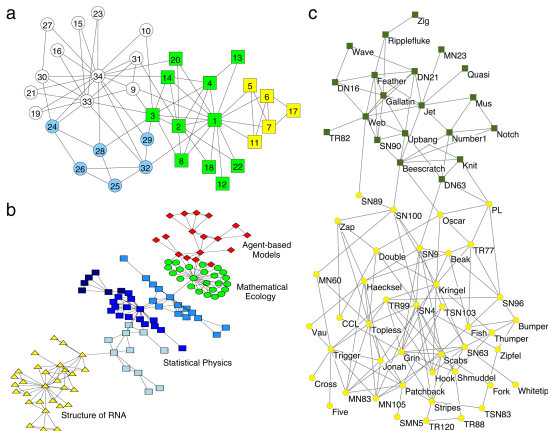 a
27
15
23
10
16
31
20
13
14
34
30
4
5
6
21
9
33
17
19
3
1
24
2
7
29
11
28
8
18
22
26
32
25
12
b
Agent-based
Models
Mathematical
Ecology
Statistical Physics
Structure of RNA
c
Zig
Ripplefluke
Wave
MN23
Feather
DN21
Quasi
DN16
Gallatin
Jet
Mus
Web
TR82
Upbang
Number1
Notch
SN90
Beescratch
Knit
DN63
SN89
SN100
PL
Zap
Oscar
Double
SN9
TR77
Beak
MN60
Haecksel
Kringel
TR99
SN4
SN96
TSN103
CCL
Topless
Fish
Bumper
Vau
Thumper
Trigger
Grin
Scabs
SN63
Zipfel
Jonah
Cross
Hook
Shmuddel
MN83
Patchback
Fork
Whitetip
Five
MN105
Stripes
TSN83
SMN5
TR120
TR88